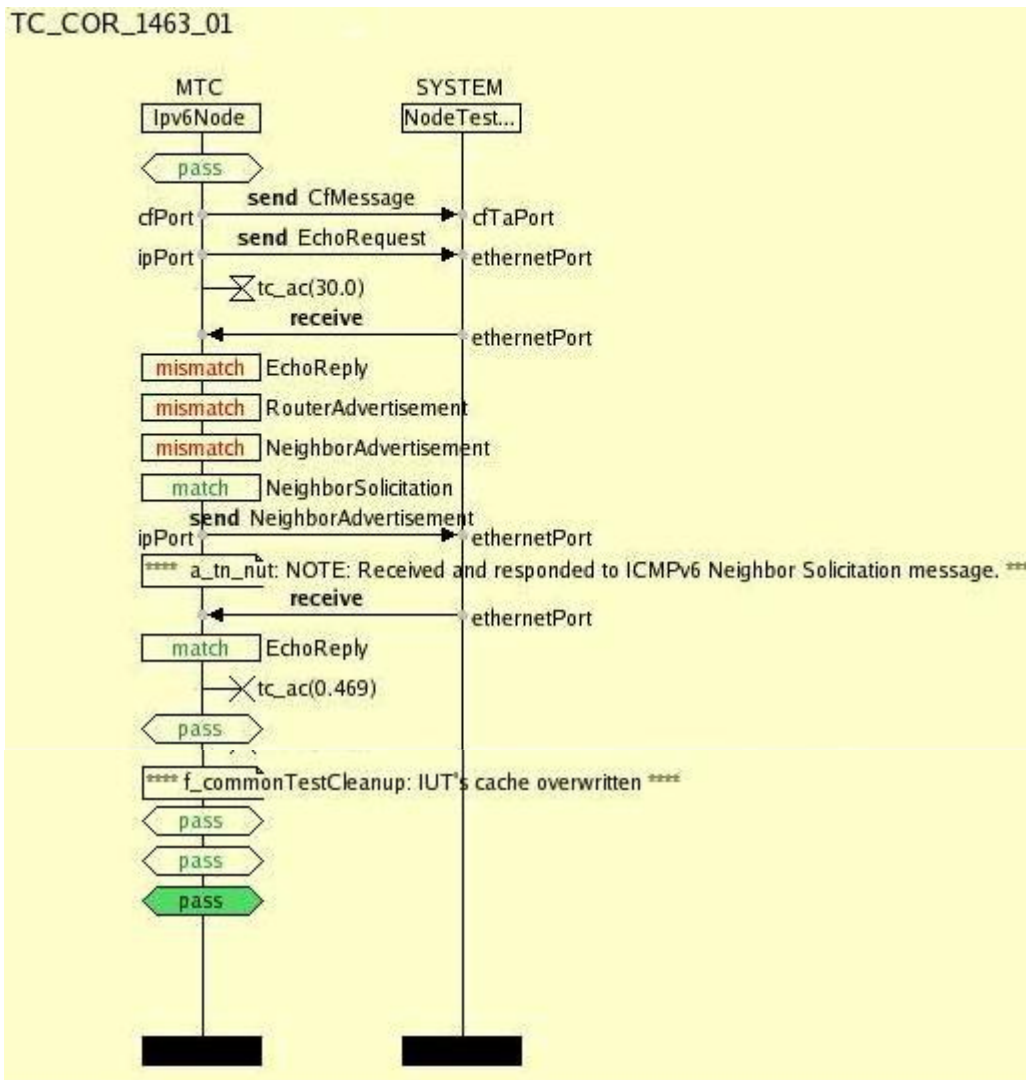 TC_COR_1463_01
MTC SYSTEM
Ipv6Node NodeTest...
pass
send CfMessage
cfPort cfTaPort
send EchoRequest
ipPort ethernetPort
tc_ac(30.0)
receive
ethernetPort
mismatch EchoReply
mismatch RouterAdvertisement
mismatch NeighborAdvertisement
match NeighborSolicitation
send NeighborAdvertisement
ipPort ethernetPort
**** a_tn_nut: NOTE: Received and responded to ICMPv6 Neighbor Solicitation message. ***
receive
ethernetPort
match EchoReply
tc_ac(0.469)
pass
**** f_commonTestCleanup: IUT's cache overwritten ****
pass
pass
pass